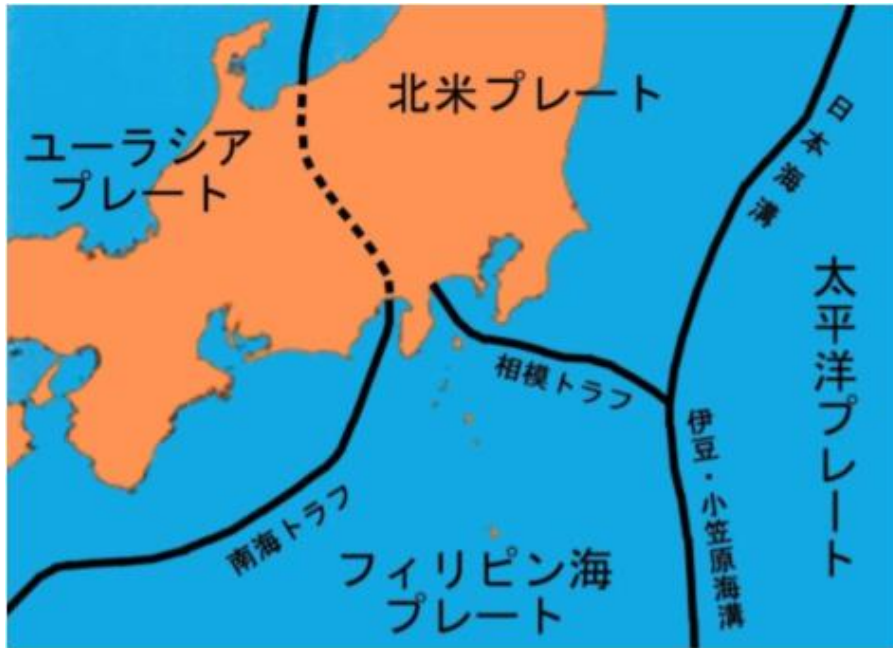 北米プレート
ユーラシア
プレート
日本海溝
太平洋プレート
相模トラフ
伊豆・小笠原海溝
南海トラフ
フィリピン海
プレート